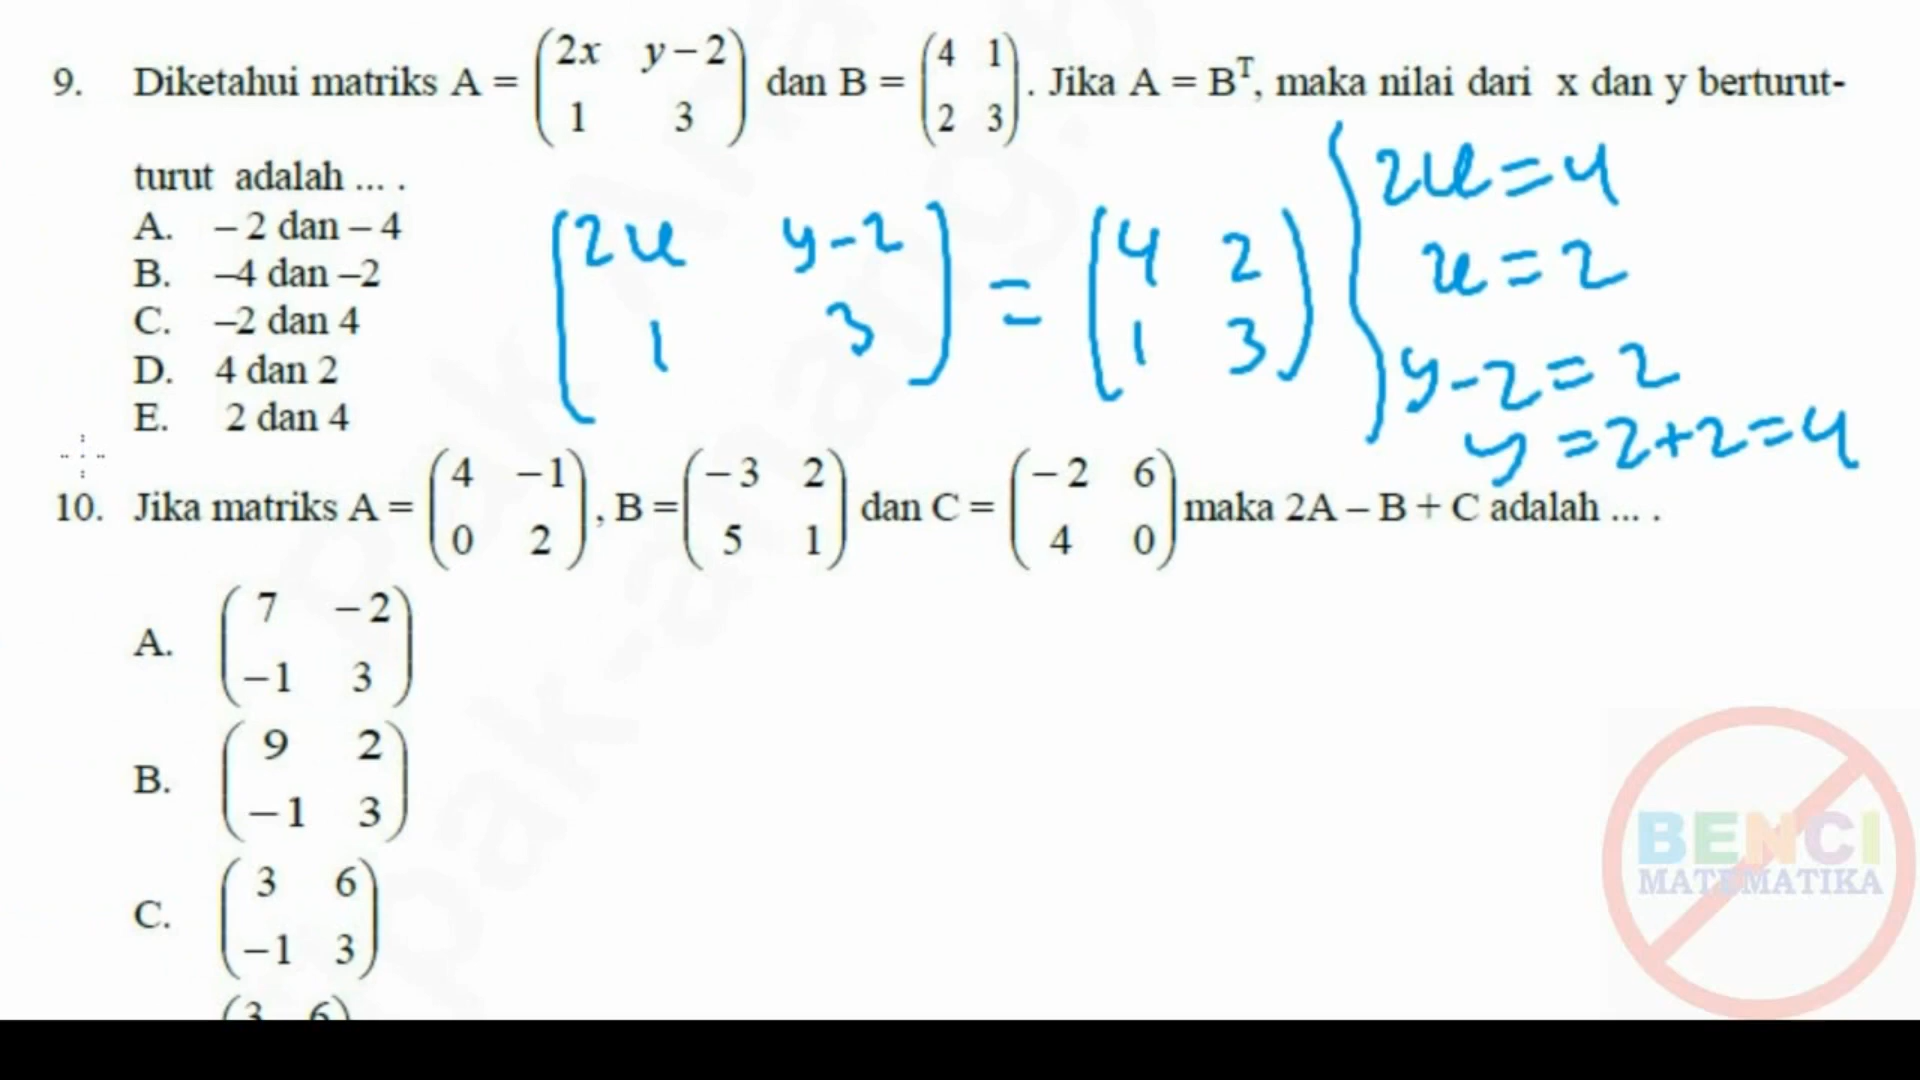 9. Diketahui matriks A = (2x y – 2 1 3) dan B = (4 1 2 3). Jika A = Bᵀ, maka nilai dari x dan y berturut-
turut adalah ... .
A. – 2 dan – 4
B. –4 dan –2
C. –2 dan 4
D. 4 dan 2
E. 2 dan 4
(2x y-2 1 3) = (4 2 1 3)
2x = 4
x = 2
y-2 = 2
y = 2+2 = 4
10. Jika matriks A = (4 –1 0 2), B = (–3 2 5 1) dan C = (–2 6 4 0) maka 2A – B + C adalah ... .
A. (7 –2 –1 3)
B. (9 2 –1 3)
C. (3 6 –1 3)
BENCI
MATEMATIKA